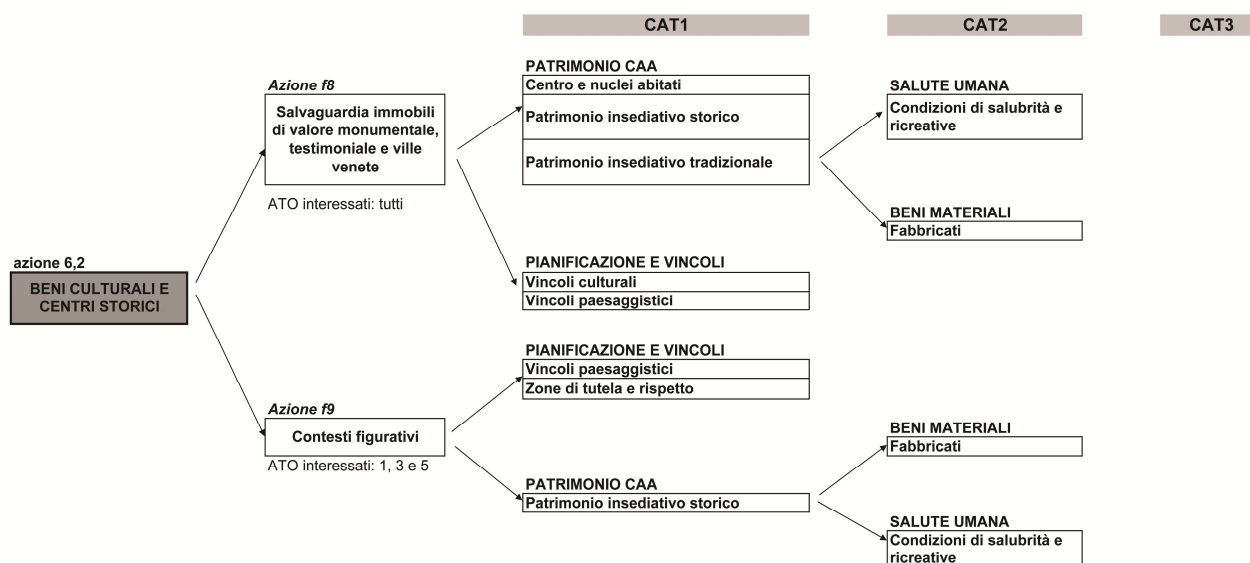 CAT1
CAT2
CAT3
azione 6,2
BENI CULTURALI E
CENTRI STORICI
Azione f8
Salvaguardia immobili
di valore monumentale,
testimoniale e ville
venete
ATO interessati: tutti
PATRIMONIO CAA
Centro e nuclei abitati
Patrimonio insediativo storico
Patrimonio insediativo tradizionale
SALUTE UMANA
Condizioni di salubrità e
ricreative
BENI MATERIALI
Fabbricati
PIANIFICAZIONE E VINCOLI
Vincoli culturali
Vincoli paesaggistici
Azione f9
Contesti figurativi
ATO interessati: 1, 3 e 5
PIANIFICAZIONE E VINCOLI
Vincoli paesaggistici
Zone di tutela e rispetto
PATRIMONIO CAA
Patrimonio insediativo storico
BENI MATERIALI
Fabbricati
SALUTE UMANA
Condizioni di salubrità e
ricreative